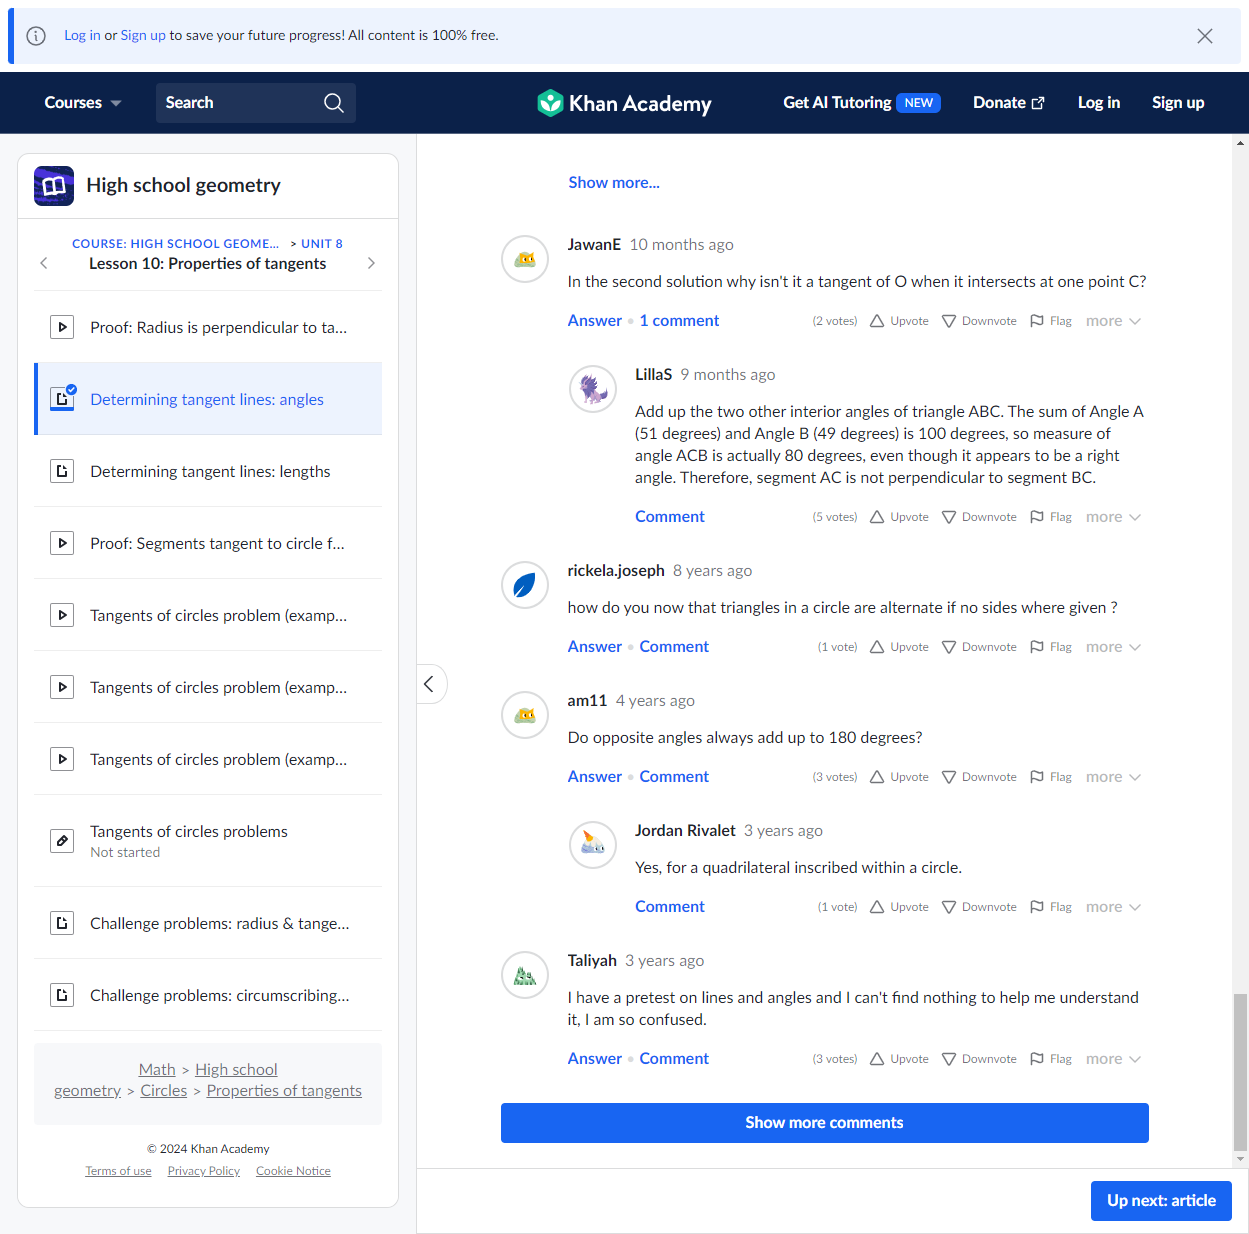 Log in or Sign up to save your future progress! All content is 100% free.
Courses
Search
Khan Academy
Get AI Tutoring NEW
Donate
Log in
Sign up
High school geometry
COURSE: HIGH SCHOOL GEOME... > UNIT 8
Lesson 10: Properties of tangents
Proof: Radius is perpendicular to ta...
Determining tangent lines: angles
Determining tangent lines: lengths
Proof: Segments tangent to circle f...
Tangents of circles problem (examp...
Tangents of circles problem (examp...
Tangents of circles problem (examp...
Tangents of circles problems
Not started
Challenge problems: radius & tange...
Challenge problems: circumscribing...
Math > High school
geometry > Circles > Properties of tangents
© 2024 Khan Academy
Terms of use Privacy Policy Cookie Notice
Show more...
JawanE 10 months ago
In the second solution why isn't it a tangent of O when it intersects at one point C?
Answer • 1 comment (2 votes) Upvote Downvote Flag more
LillaS 9 months ago
Add up the two other interior angles of triangle ABC. The sum of Angle A
(51 degrees) and Angle B (49 degrees) is 100 degrees, so measure of
angle ACB is actually 80 degrees, even though it appears to be a right
angle. Therefore, segment AC is not perpendicular to segment BC.
Comment (5 votes) Upvote Downvote Flag more
rickela.joseph 8 years ago
how do you now that triangles in a circle are alternate if no sides where given ?
Answer • Comment (1 vote) Upvote Downvote Flag more
am11 4 years ago
Do opposite angles always add up to 180 degrees?
Answer • Comment (3 votes) Upvote Downvote Flag more
Jordan Rivalet 3 years ago
Yes, for a quadrilateral inscribed within a circle.
Comment (1 vote) Upvote Downvote Flag more
Taliyah 3 years ago
I have a pretest on lines and angles and I can't find nothing to help me understand
it, I am so confused.
Answer • Comment (3 votes) Upvote Downvote Flag more
Show more comments
Up next: article